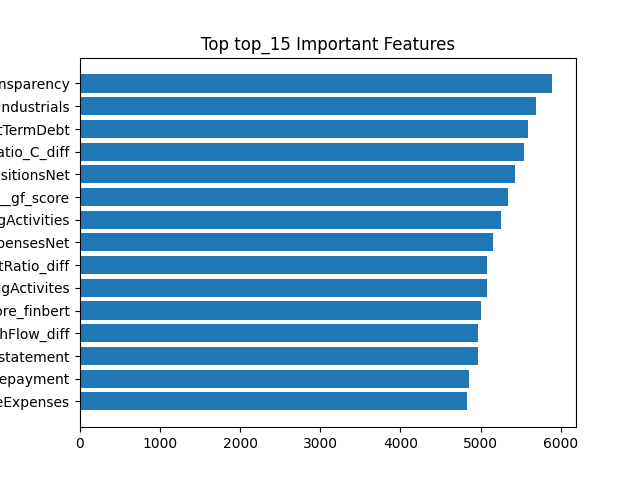 Top top_15 Important Features
nsparency
Industrials
tTermDebt
atio_C_diff
sitionsNet
_gf_score
gActivities
pensesNet
tRatio_diff
gActivites
ore_finbert
hFlow_diff
statement
epayment
eExpenses
0 1000 2000 3000 4000 5000 6000